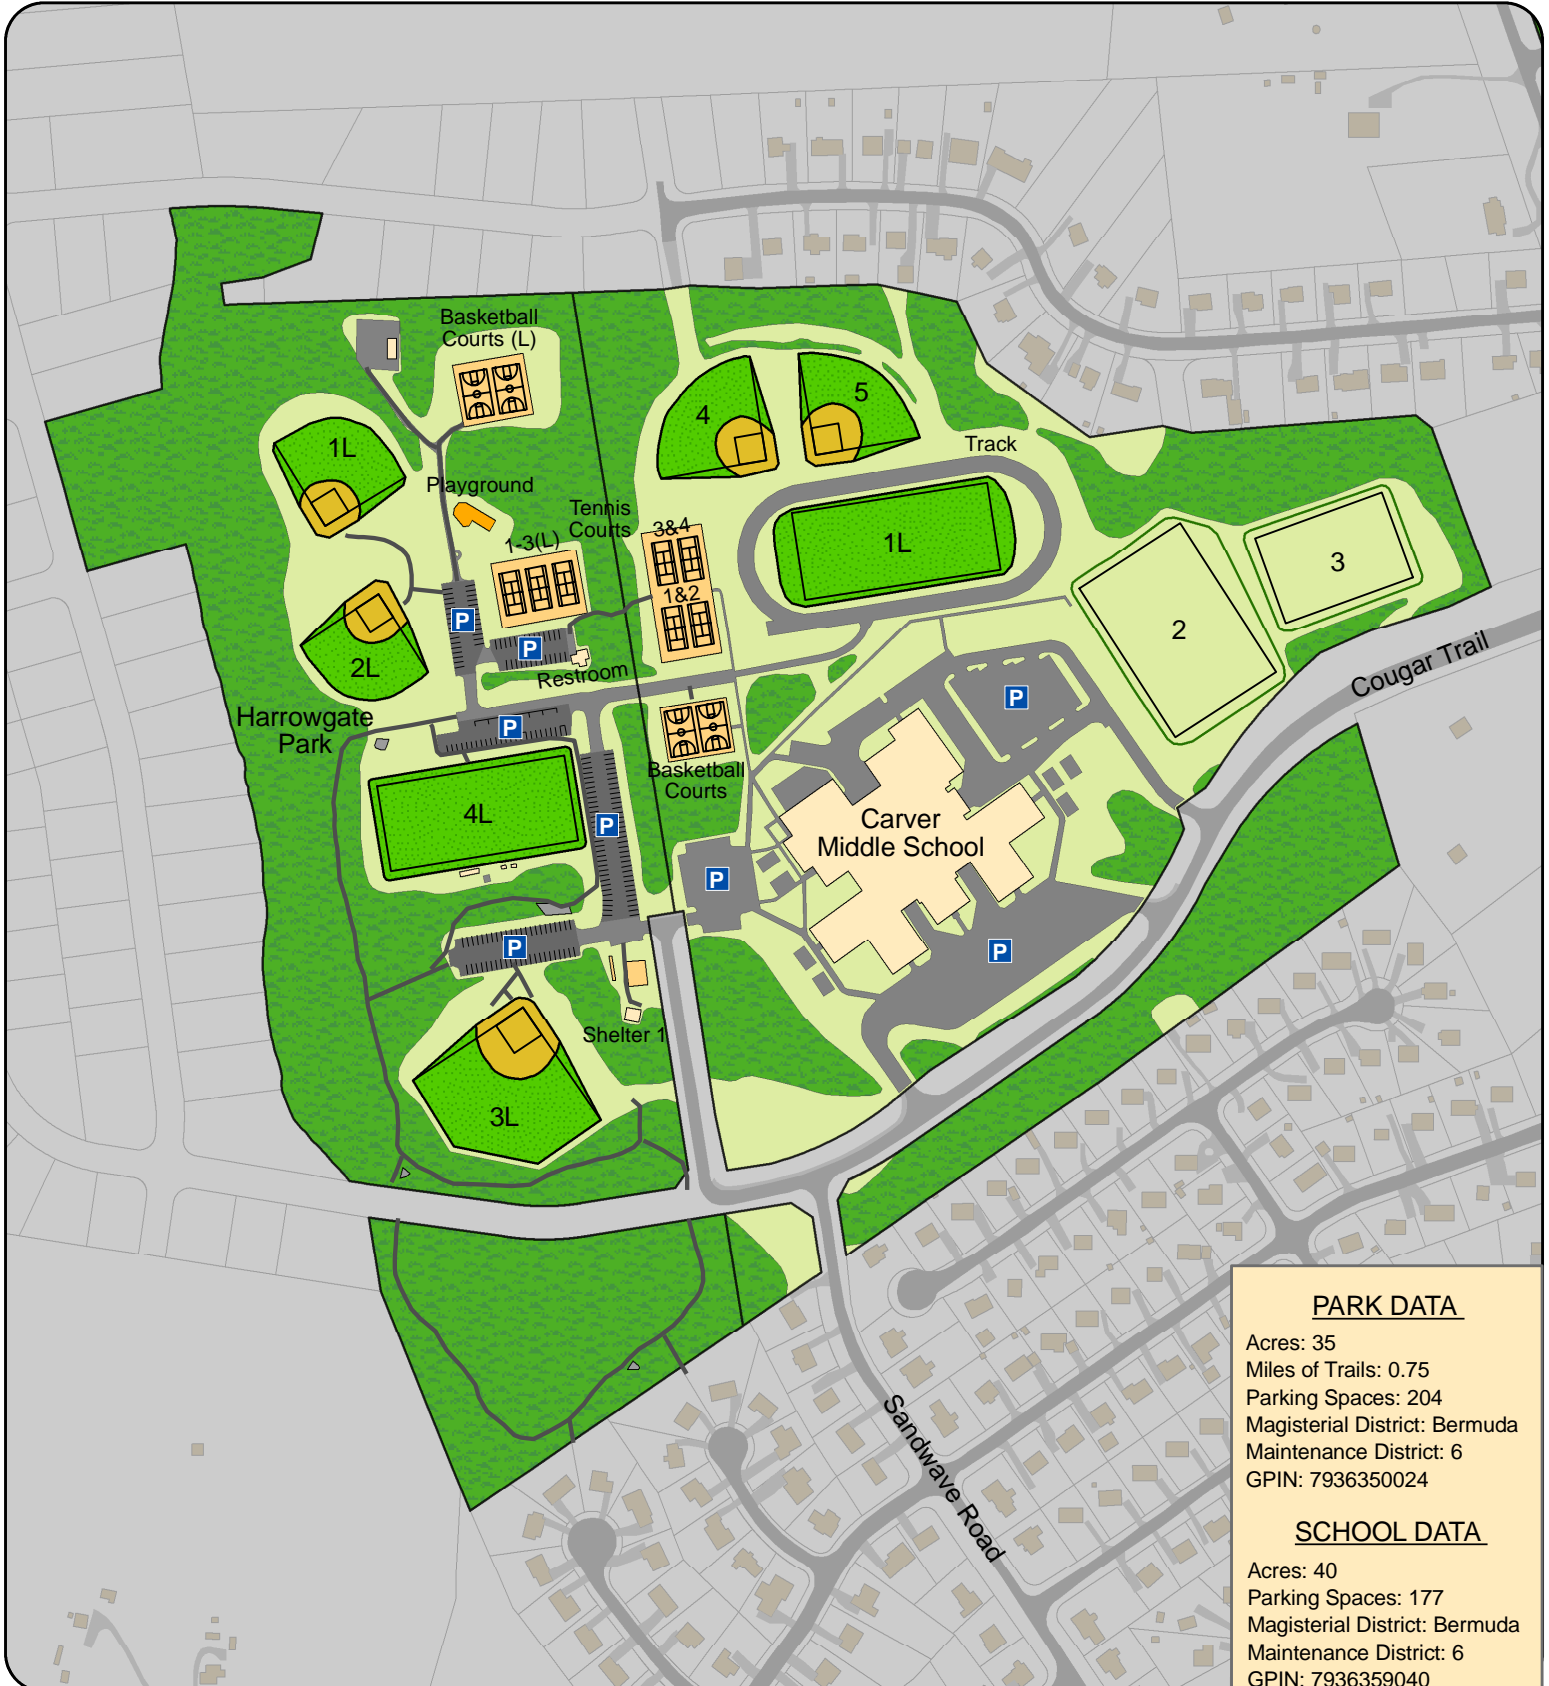 Basketball
Courts (L)
4
5
1L
Track
Playground
Tennis
Courts
3&4
1-3(L)
1L
3
1&2
2
P
P
2L
Restroom
Cougar Trail
P
Harrowgate
Park
P
Basketball
Courts
4L
P
Carver
Middle School
P
P
P
Shelter 1
3L
Sandwave Road
PARK DATA
Acres: 35
Miles of Trails: 0.75
Parking Spaces: 204
Magisterial District: Bermuda
Maintenance District: 6
GPIN: 7936350024
SCHOOL DATA
Acres: 40
Parking Spaces: 177
Magisterial District: Bermuda
Maintenance District: 6
GPIN: 7936359040